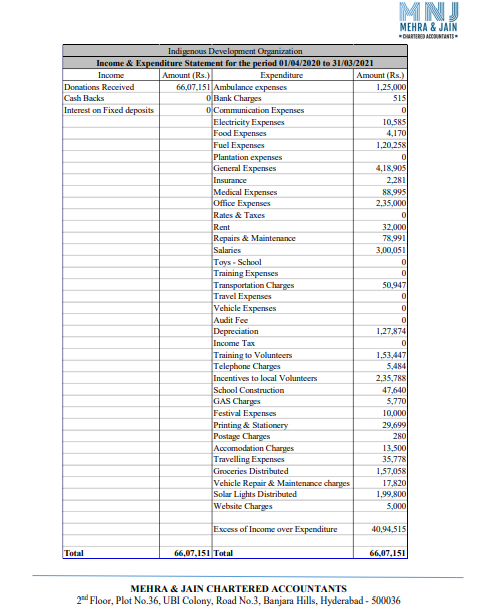 MNJ
MEHRA & JAIN
• CHARTERED ACCOUNTANTS •
Indigenous Development Organization
Income & Expenditure Statement for the period 01/04/2020 to 31/03/2021
Income Amount (Rs.) Expenditure Amount (Rs.)
Donations Received 66,07,151 Ambulance expenses 1,25,000
Cash Backs 0 Bank Charges 515
Interest on Fixed deposits 0 Communication Expenses 0
Electricity Expenses 10,585
Food Expenses 4,170
Fuel Expenses 1,20,258
Plantation expenses 0
General Expenses 4,18,905
Insurance 2,281
Medical Expenses 88,995
Office Expenses 2,35,000
Rates & Taxes 0
Rent 32,000
Repairs & Maintenance 78,991
Salaries 3,00,051
Toys - School 0
Training Expenses 0
Transportation Charges 50,947
Travel Expenses 0
Vehicle Expenses 0
Audit Fee 0
Depreciation 1,27,874
Income Tax 0
Training to Volunteers 1,53,447
Telephone Charges 5,484
Incentives to local Volunteers 2,35,788
School Construction 47,640
GAS Charges 5,770
Festival Expenses 10,000
Printing & Stationery 29,699
Postage Charges 280
Accomodation Charges 13,500
Travelling Expenses 35,778
Groceries Distributed 1,57,058
Vehicle Repair & Maintenance charges 17,820
Solar Lights Distributed 1,99,800
Website Charges 5,000
Excess of Income over Expenditure 40,94,515
Total 66,07,151 Total 66,07,151
MEHRA & JAIN CHARTERED ACCOUNTANTS
2nd Floor, Plot No.36, UBI Colony, Road No.3, Banjara Hills, Hyderabad - 500036